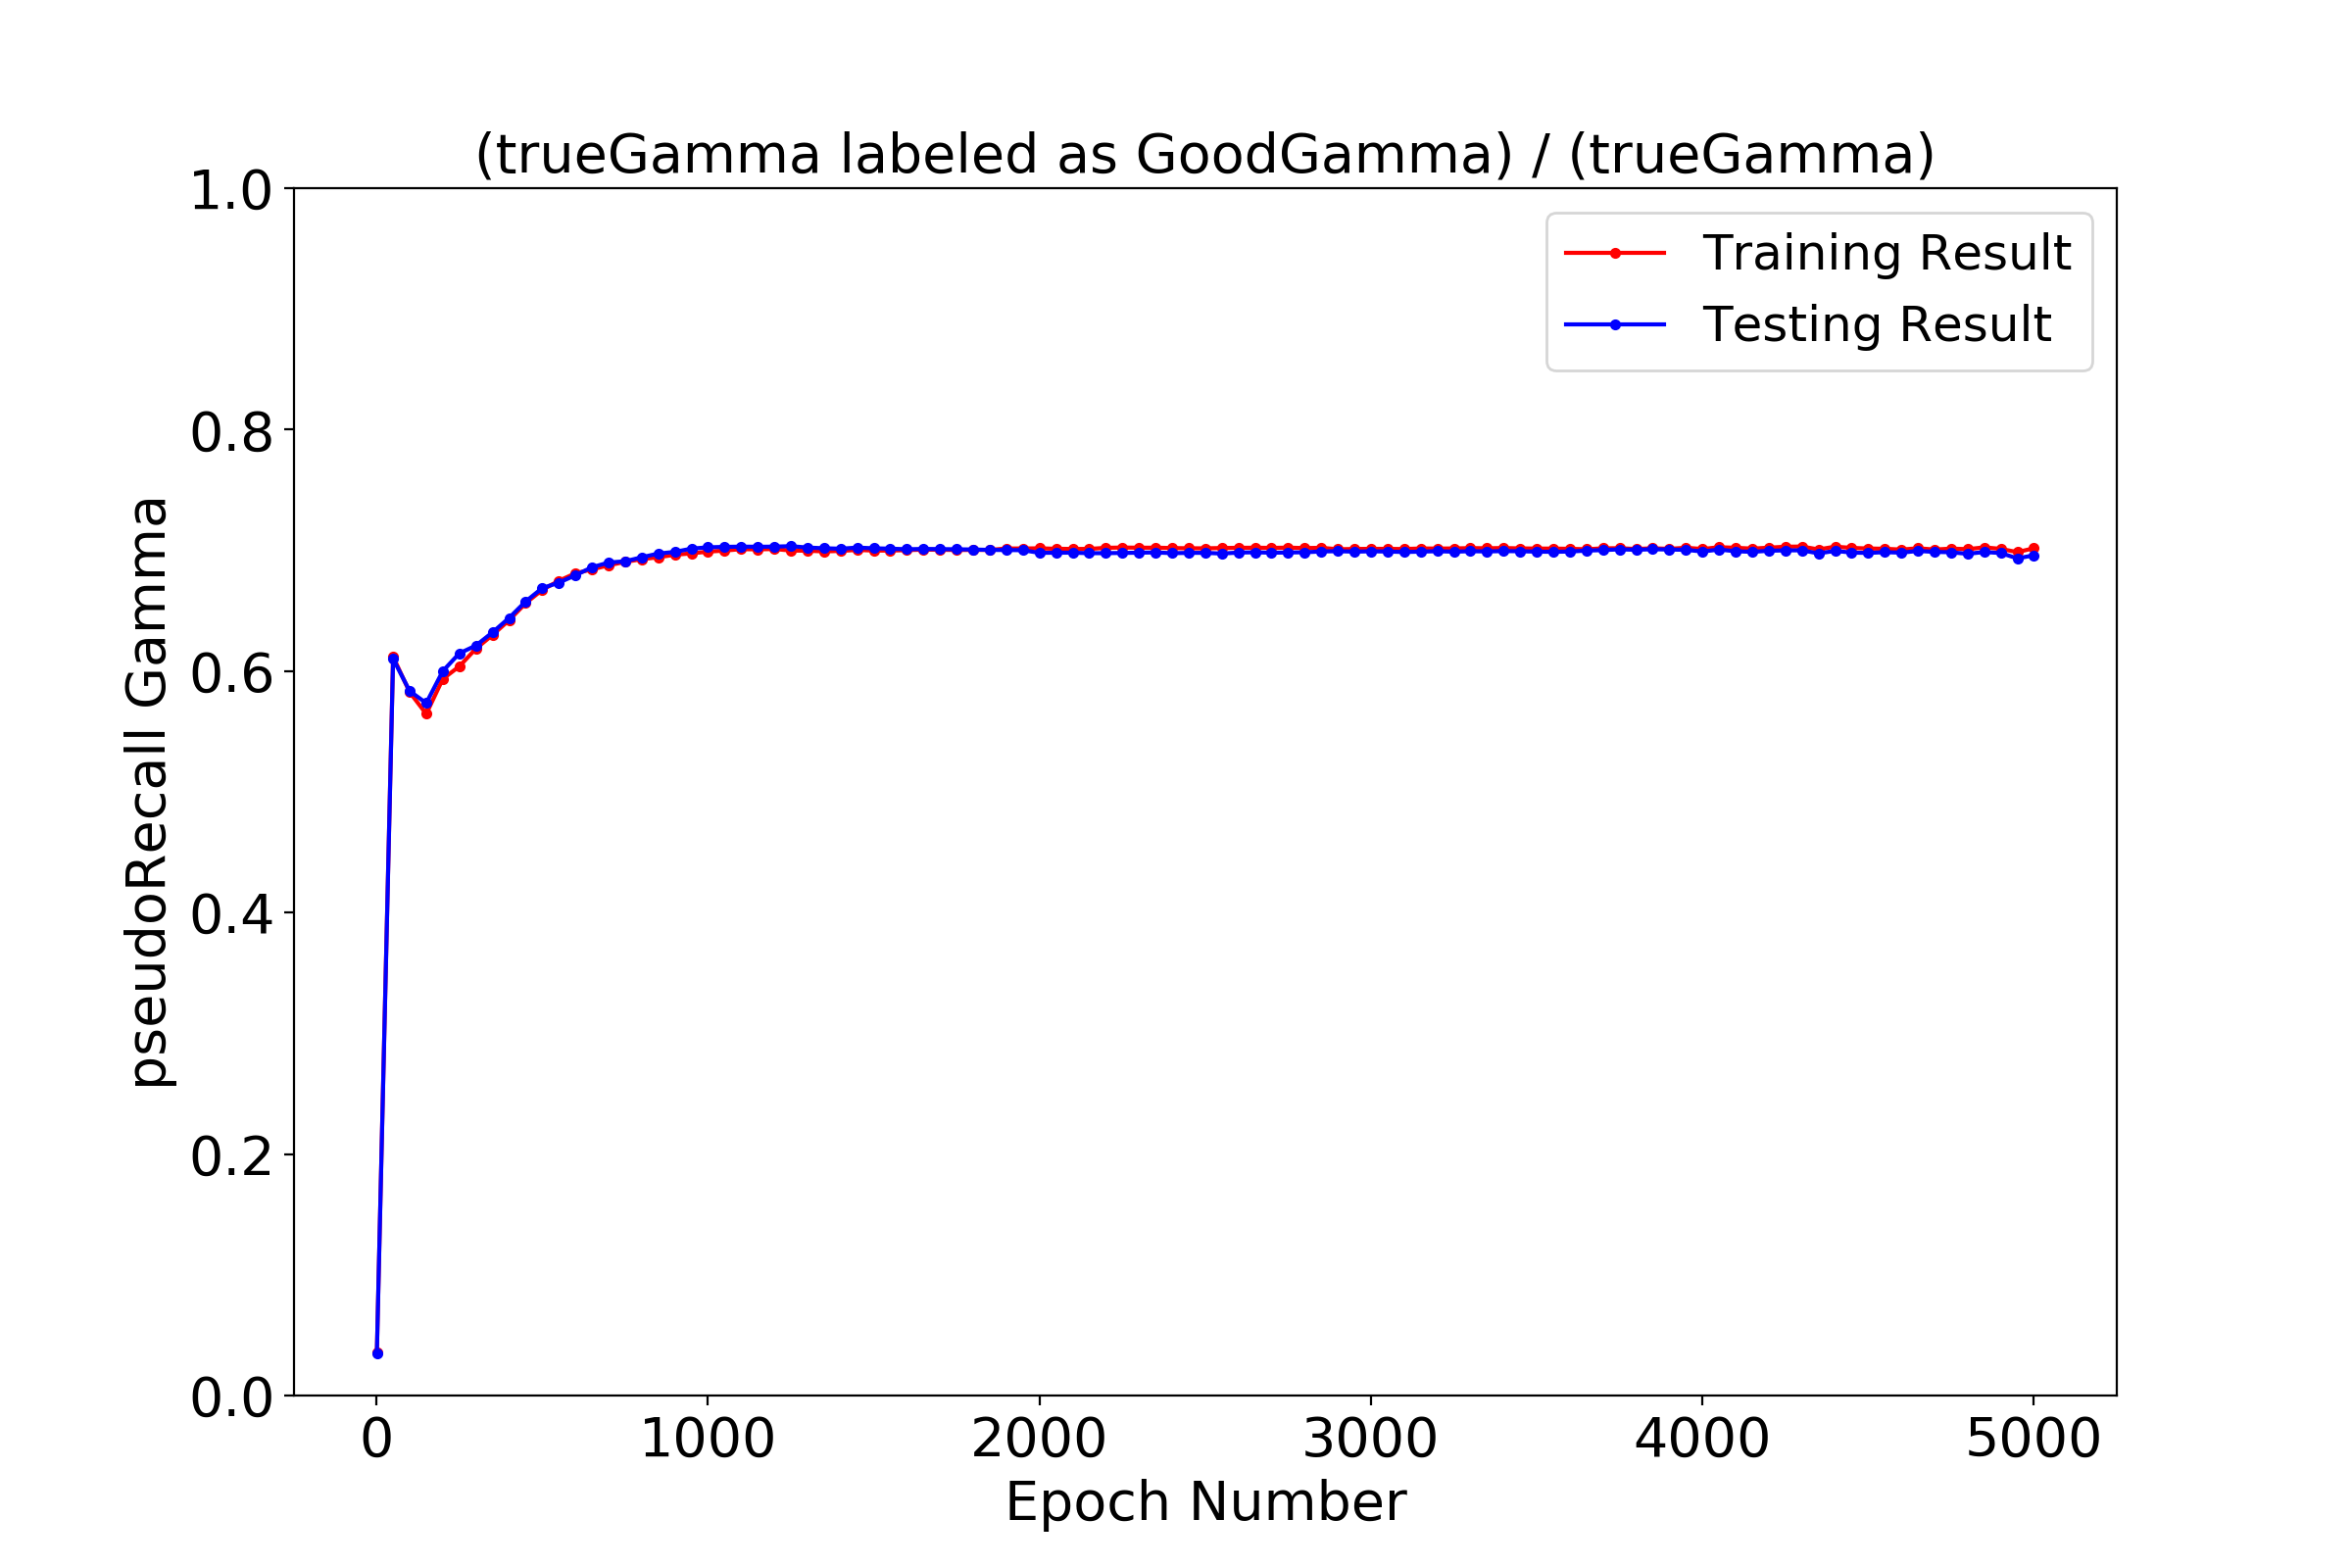 (trueGamma labeled as GoodGamma) / (trueGamma)
Training Result
Testing Result
pseudoRecall Gamma
1.0
0.8
0.6
0.4
0.2
0.0
0 1000 2000 3000 4000 5000
Epoch Number